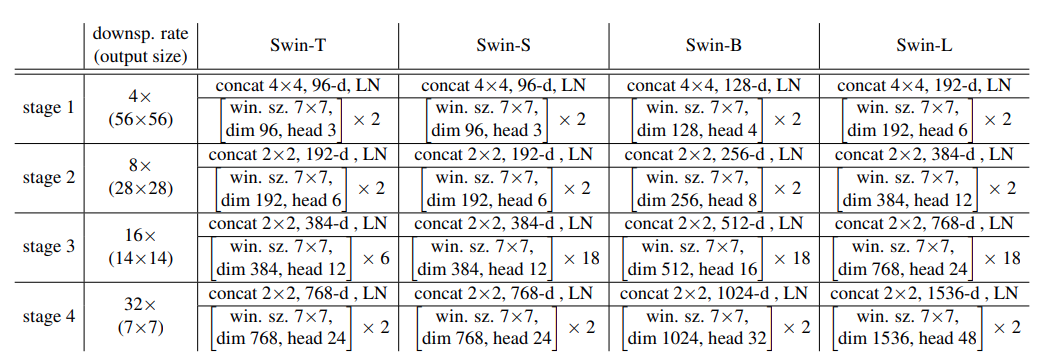 downsp. rate (output size) Swin-T Swin-S Swin-B Swin-L
stage 1 4× (56×56)
concat 4×4, 96-d, LN concat 4×4, 96-d, LN concat 4×4, 128-d, LN concat 4×4, 192-d, LN
[win. sz. 7×7, dim 96, head 3] × 2 [win. sz. 7×7, dim 96, head 3] × 2 [win. sz. 7×7, dim 128, head 4] × 2 [win. sz. 7×7, dim 192, head 6] × 2
stage 2 8× (28×28)
concat 2×2, 192-d , LN concat 2×2, 192-d , LN concat 2×2, 256-d , LN concat 2×2, 384-d , LN
[win. sz. 7×7, dim 192, head 6] × 2 [win. sz. 7×7, dim 192, head 6] × 2 [win. sz. 7×7, dim 256, head 8] × 2 [win. sz. 7×7, dim 384, head 12] × 2
stage 3 16× (14×14)
concat 2×2, 384-d , LN concat 2×2, 384-d , LN concat 2×2, 512-d , LN concat 2×2, 768-d , LN
[win. sz. 7×7, dim 384, head 12] × 6 [win. sz. 7×7, dim 384, head 12] × 18 [win. sz. 7×7, dim 512, head 16] × 18 [win. sz. 7×7, dim 768, head 24] × 18
stage 4 32× (7×7)
concat 2×2, 768-d , LN concat 2×2, 768-d , LN concat 2×2, 1024-d , LN concat 2×2, 1536-d , LN
[win. sz. 7×7, dim 768, head 24] × 2 [win. sz. 7×7, dim 768, head 24] × 2 [win. sz. 7×7, dim 1024, head 32] × 2 [win. sz. 7×7, dim 1536, head 48] × 2